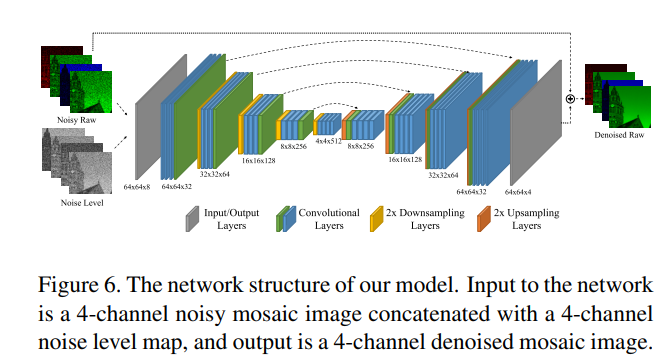 Noisy Raw
Noise Level
64x64x8
64x64x32
32x32x64
16x16x128
8x8x256
4x4x512
8x8x256
16x16x128
32x32x64
64x64x32
64x64x4
Denoised Raw
Input/Output Layers
Convolutional Layers
2x Downsampling Layers
2x Upsampling Layers
Figure 6. The network structure of our model. Input to the network
is a 4-channel noisy mosaic image concatenated with a 4-channel
noise level map, and output is a 4-channel denoised mosaic image.